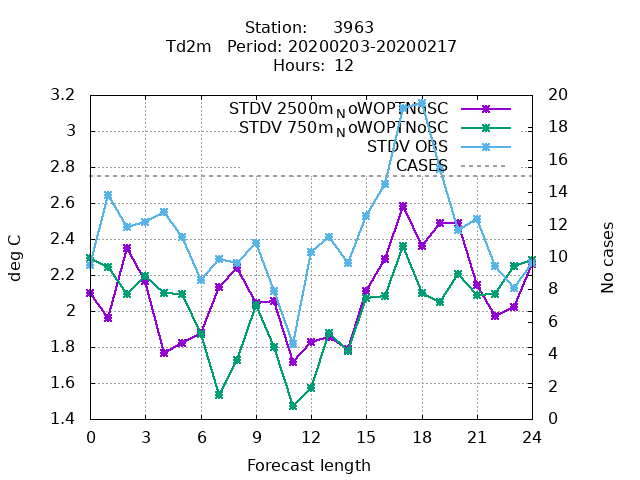 Station: 3963
Td2m Period: 20200203-20200217
Hours: 12
STDV 2500mNoWOPTNoSC
STDV 750mNoWOPTNoSC
STDV OBS
CASES
deg C
3.2
3
2.8
2.6
2.4
2.2
2
1.8
1.6
1.4
20
18
16
14
12
10
8
6
4
2
0
No cases
0 3 6 9 12 15 18 21 24
Forecast length